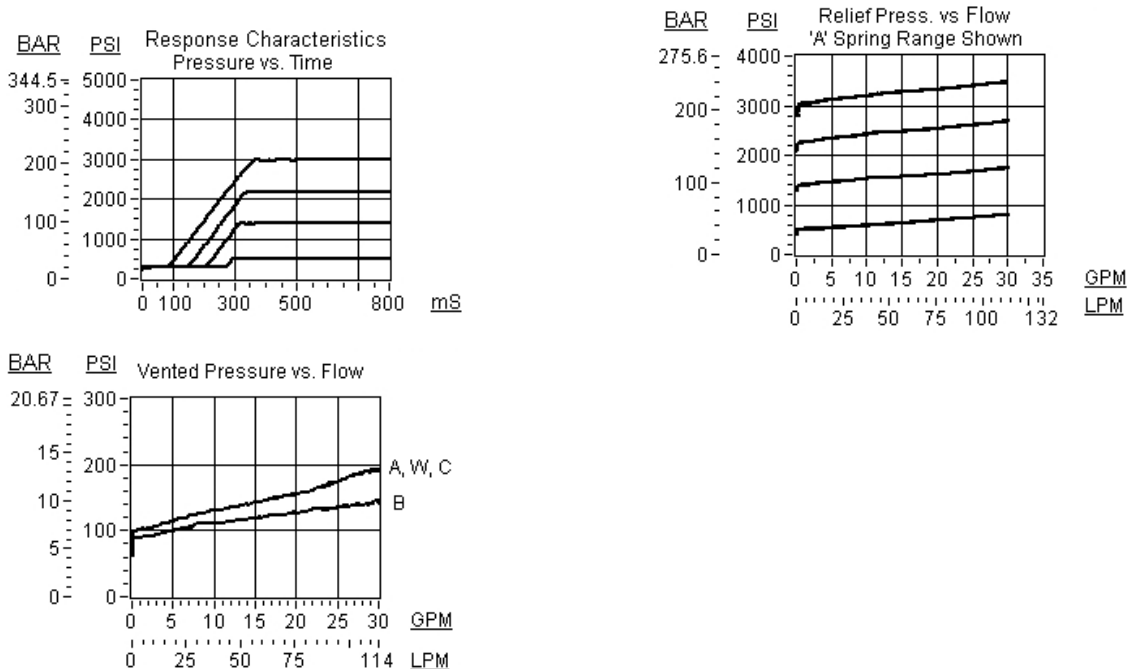 BAR PSI Response Characteristics
Pressure vs. Time
344.5 5000
300
4000
200 3000
2000
100
1000
0 0
0 100 300 500 800 mS
BAR PSI Relief Press. vs Flow
'A' Spring Range Shown
275.6 4000
200 3000
2000
100
1000
0 0
0 5 10 15 20 25 30 35 GPM
0 25 50 75 100 132 LPM
BAR PSI Vented Pressure vs. Flow
20.67 300
15
200 A, W, C
10 B
100
5
0 0
0 5 10 15 20 25 30 GPM
0 25 50 75 114 LPM